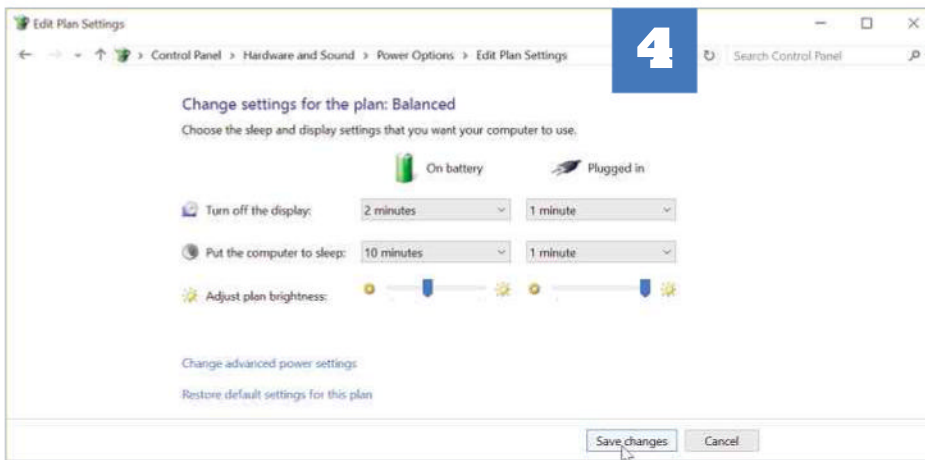 Edit Plan Settings
4
Control Panel > Hardware and Sound > Power Options > Edit Plan Settings
Search Control Panel
Change settings for the plan: Balanced
Choose the sleep and display settings that you want your computer to use.
On battery Plugged in
Turn off the display: 2 minutes 1 minute
Put the computer to sleep: 10 minutes 1 minute
Adjust plan brightness:
Change advanced power settings
Restore default settings for this plan
Save changes Cancel